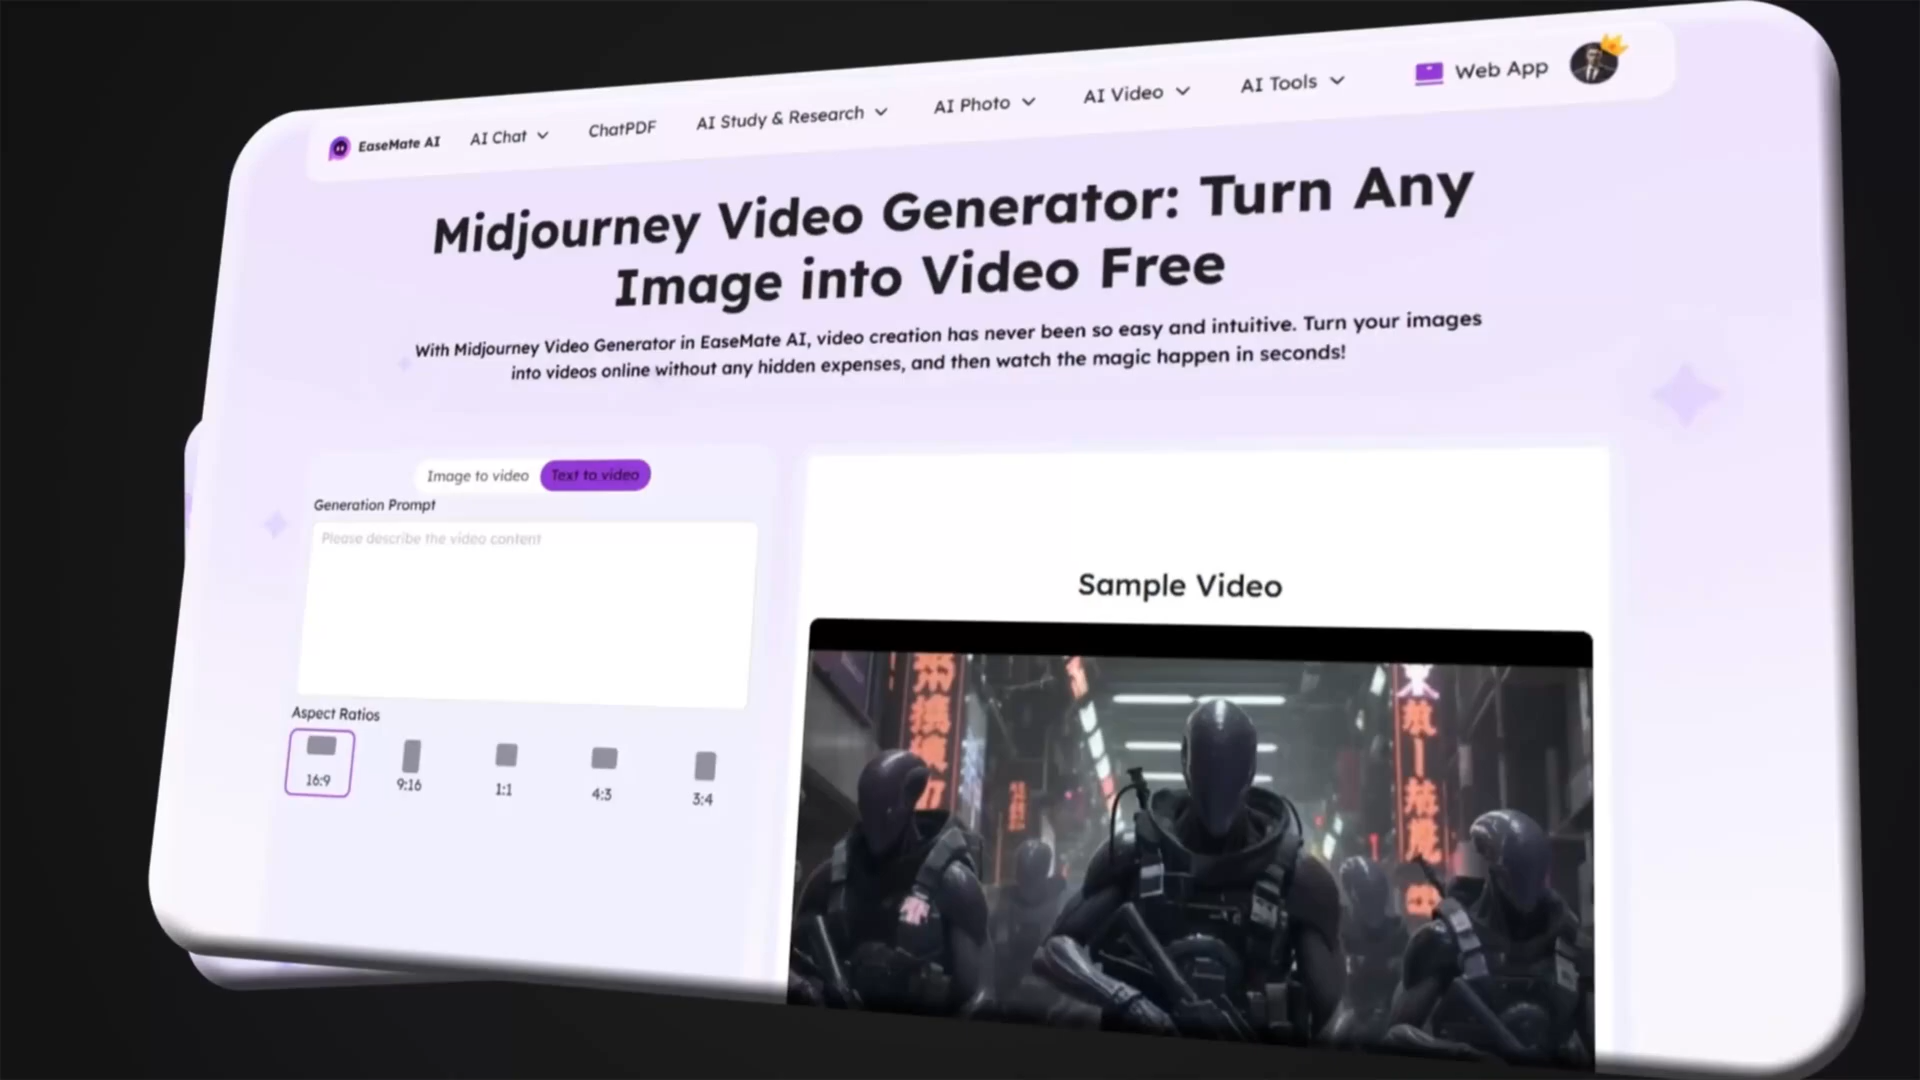 EaseMate AI
AI Chat
ChatPDF
AI Study & Research
AI Photo
AI Video
AI Tools
Web App
Midjourney Video Generator: Turn Any
Image into Video Free
With Midjourney Video Generator in EaseMate AI, video creation has never been so easy and intuitive. Turn your images
into videos online without any hidden expenses, and then watch the magic happen in seconds!
Image to video
Text to video
Generation Prompt
Please describe the video content
Aspect Ratios
16:9
9:16
1:1
4:3
3:4
Sample Video